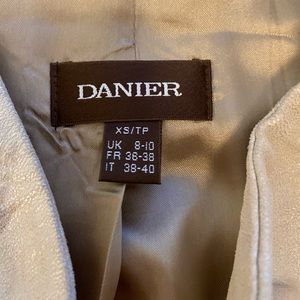 DANIER
XS/TP
UK 8-10
FR 36-38
IT 38-40